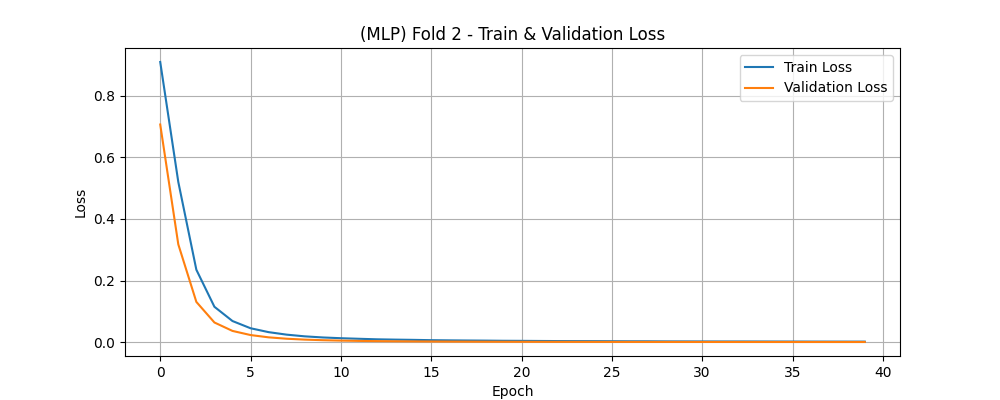 (MLP) Fold 2 - Train & Validation Loss
Train Loss
Validation Loss
Loss
0.8
0.6
0.4
0.2
0.0
0 5 10 15 20 25 30 35 40
Epoch